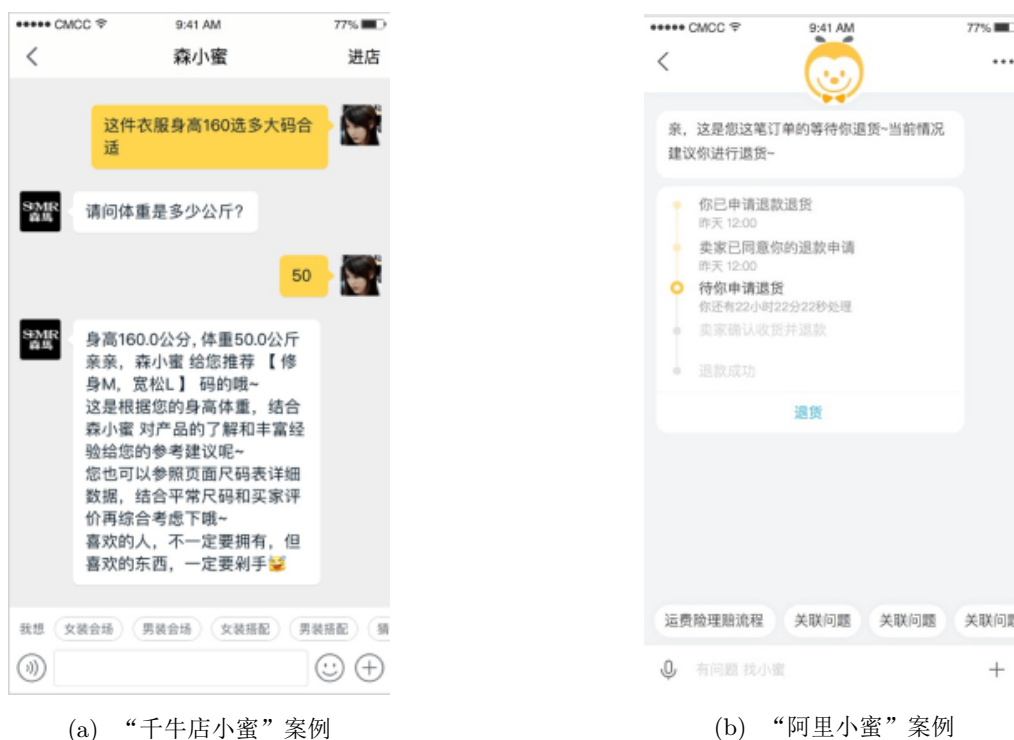 CMCC 9:41 AM 77%
森小蜜 进店
这件衣服身高160选多大码合
适
SEMIR
森馬
请问体重是多少公斤?
50
SEMIR
森馬
身高160.0公分, 体重50.0公斤
亲亲，森小蜜 给您推荐 【 修
身M，宽松L 】 码的哦~
这是根据您的身高体重，结合
森小蜜 对产品的了解和丰富经
验给您的参考建议呢~
您也可以参照页面尺码表详细
数据，结合平常尺码和买家评
价再综合考虑下哦~
喜欢的人，不一定要拥有，但
喜欢的东西，一定要剁手
我想 女装会场 男装会场 女装搭配 男装搭配 猜
(a) “千牛店小蜜”案例
CMCC 9:41 AM 77%
亲，这是您这笔订单的等待你退货~当前情况
建议你进行退货~
你已申请退款退货
昨天 12:00
卖家已同意你的退款申请
昨天 12:00
待你申请退货
你还有22小时22分22秒处理
卖家确认收货并退款
退款成功
退货
运费险理赔流程 关联问题 关联问题 关联问题
有问题 找小蜜
(b) “阿里小蜜”案例